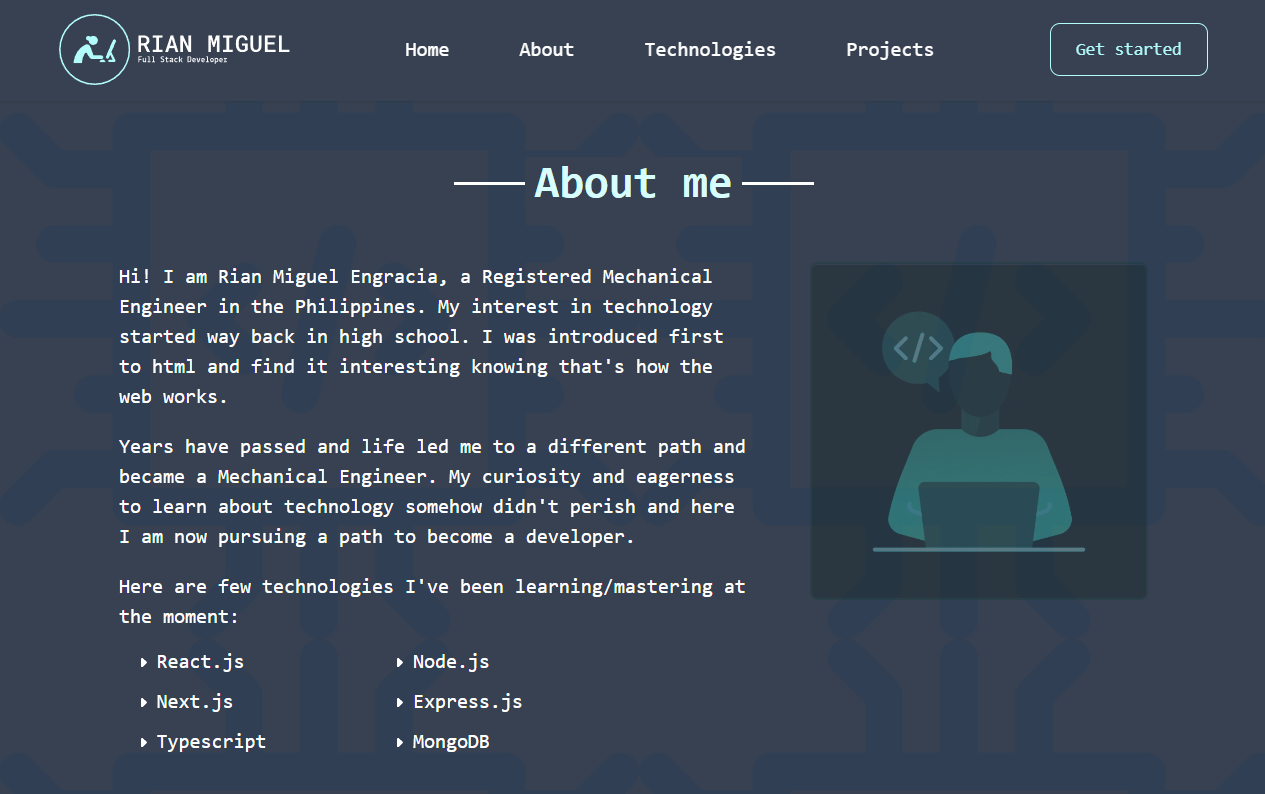 RIAN MIGUEL
Full Stack Developer
Home
About
Technologies
Projects
Get started
About me
Hi! I am Rian Miguel Engracia, a Registered Mechanical
Engineer in the Philippines. My interest in technology
started way back in high school. I was introduced first
to html and find it interesting knowing that's how the
web works.
Years have passed and life led me to a different path and
became a Mechanical Engineer. My curiosity and eagerness
to learn about technology somehow didn't perish and here
I am now pursuing a path to become a developer.
Here are few technologies I've been learning/mastering at
the moment:
React.js
Node.js
Next.js
Express.js
Typescript
MongoDB